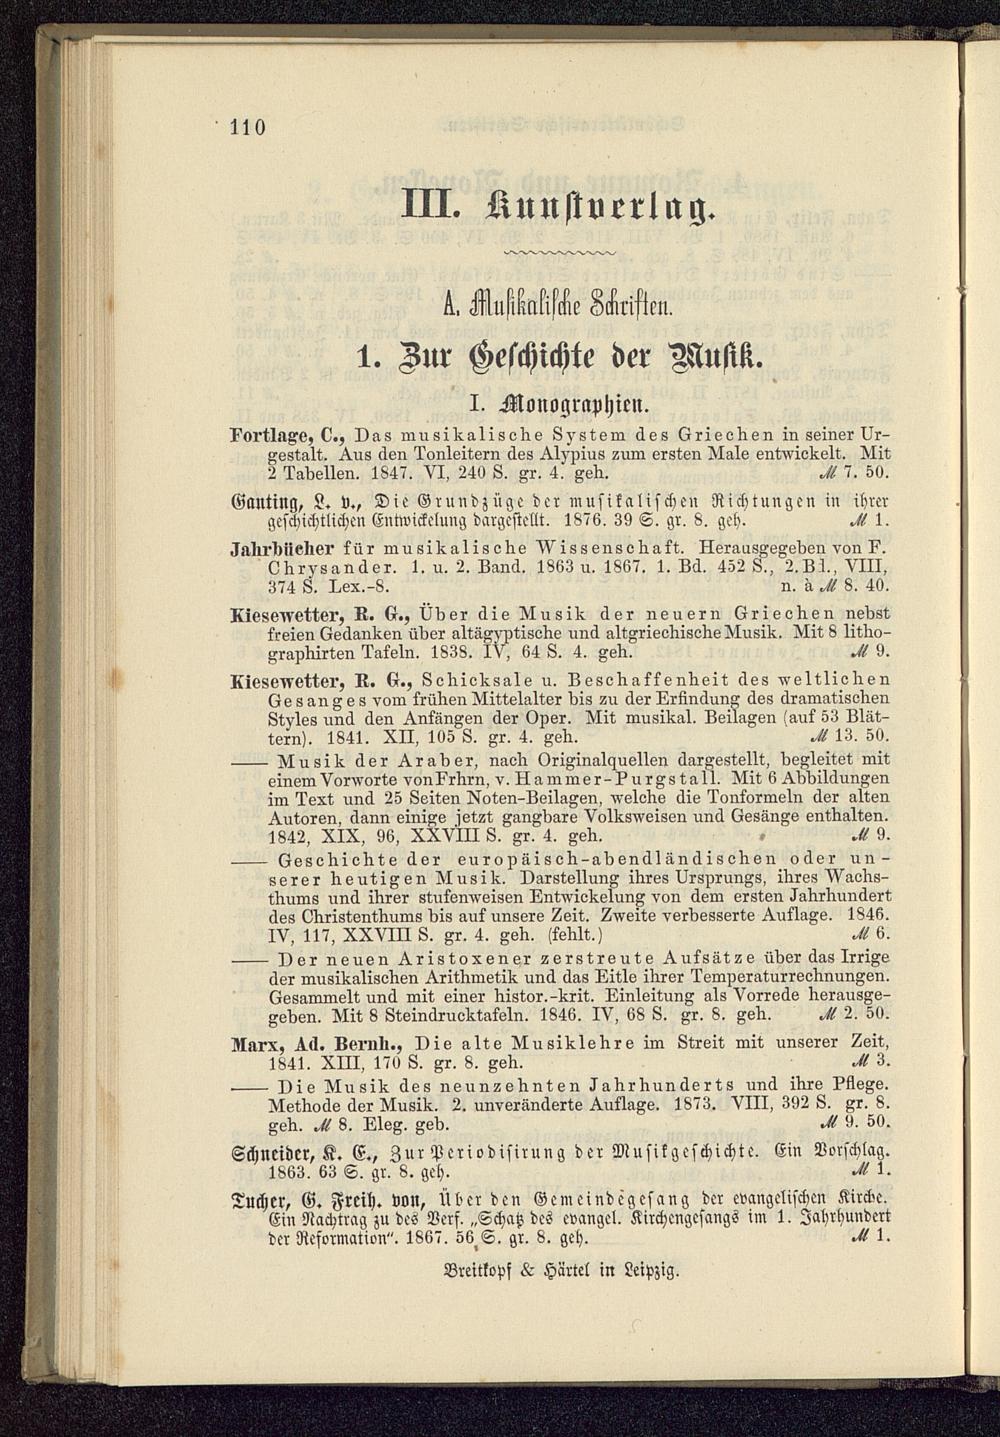 110
III. Kunstverlag.
A. Musikalische Schriften.
1. Zur Geschichte der Musik.
I. Monographien.
Fortlage, C., Das musikalische System des Griechen in seiner Ur-
gestalt. Aus den Tonleitern des Alypius zum ersten Male entwickelt. Mit
2 Tabellen. 1847. VI, 240 S. gr. 4. geh. ℳ 7. 50.
Ganting, L. v., Die Grundzüge der musikalischen Richtungen in ihrer
geschichtlichen Entwickelung dargestellt. 1876. 39 S. gr. 8. geh. ℳ 1.
Jahrbücher für musikalische Wissenschaft. Herausgegeben von F.
Chrysander. 1. u. 2. Band. 1863 u. 1867. 1. Bd. 452 S., 2. Bd., VIII,
374 S. Lex.-8. n. à ℳ 8. 40.
Kiesewetter, R. G., Über die Musik der neuern Griechen nebst
freien Gedanken über altägyptische und altgriechische Musik. Mit 8 litho-
graphirten Tafeln. 1838. IV, 64 S. 4. geh. ℳ 9.
Kiesewetter, R. G., Schicksale u. Beschaffenheit des weltlichen
Gesanges vom frühen Mittelalter bis zu der Erfindung des dramatischen
Styles und den Anfängen der Oper. Mit musikal. Beilagen (auf 53 Blät-
tern). 1841. XII, 105 S. gr. 4. geh. ℳ 13. 50.
—— Musik der Araber, nach Originalquellen dargestellt, begleitet mit
einem Vorworte von Frhrn, v. Hammer-Purgstall. Mit 6 Abbildungen
im Text und 25 Seiten Noten-Beilagen, welche die Tonformeln der alten
Autoren, dann einige jetzt gangbare Volksweisen und Gesänge enthalten.
1842, XIX, 96, XXVIII S. gr. 4. geh. ℳ 9.
—— Geschichte der europäisch-abendländischen oder un-
serer heutigen Musik. Darstellung ihres Ursprungs, ihres Wachs-
thums und ihrer stufenweisen Entwickelung von dem ersten Jahrhundert
des Christenthums bis auf unsere Zeit. Zweite verbesserte Auflage. 1846.
IV, 117, XXVIII S. gr. 4. geh. (fehlt.) ℳ 6.
—— Der neuen Aristoxener zerstreute Aufsätze über das Irrige
der musikalischen Arithmetik und das Eitle ihrer Temperaturrechnungen.
Gesammelt und mit einer histor.-krit. Einleitung als Vorrede herausge-
geben. Mit 8 Steindrucktafeln. 1846. IV, 68 S. gr. 8. geh. ℳ 2. 50.
Marx, Ad. Bernh., Die alte Musiklehre im Streit mit unserer Zeit,
1841. XIII, 170 S. gr. 8. geh. ℳ 3.
—— Die Musik des neunzehnten Jahrhunderts und ihre Pflege.
Methode der Musik. 2. unveränderte Auflage. 1873. VIII, 392 S. gr. 8.
geh. ℳ 8. Eleg. geb. ℳ 9. 50.
Schneider, K. E., Zur Periodisirung der Musikgeschichte. Ein Vorschlag.
1863. 63 S. gr. 8. geh. ℳ 1.
Tucher, G. Freih. von, Über den Gemeindegesang der evangelischen Kirche.
Ein Nachtrag zu des Verf. „Schatz des evangel. Kirchengesangs im 1. Jahrhundert
der Reformation“. 1867. 56 S. gr. 8. geh. ℳ 1.
Breitkopf & Härtel in Leipzig.